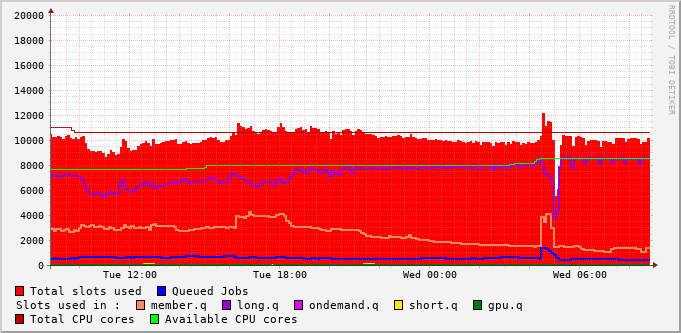 20000
18000
16000
14000
12000
10000
8000
6000
4000
2000
0
Tue 12:00 Tue 18:00 Wed 00:00 Wed 06:00
RRDTOOL / TOBI OETIKER
Total slots used Queued Jobs
Slots used in : member.q long.q ondemand.q short.q gpu.q
Total CPU cores Available CPU cores